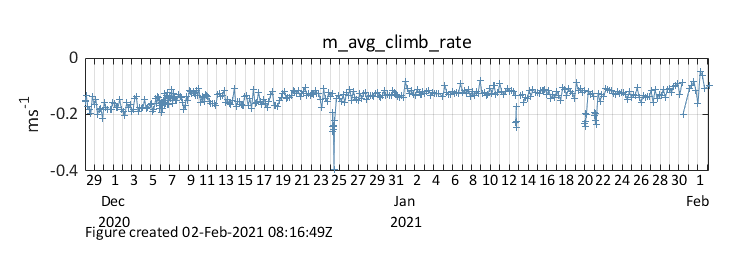 m_avg_climb_rate
0
-0.2
-0.4
ms-1
29 1 3 5 7 9 11 13 15 17 19 21 23 25 27 29 31 2 4 6 8 10 12 14 16 18 20 22 24 26 28 30 1
Dec Jan Feb
2020 2021
Figure created 02-Feb-2021 08:16:49Z